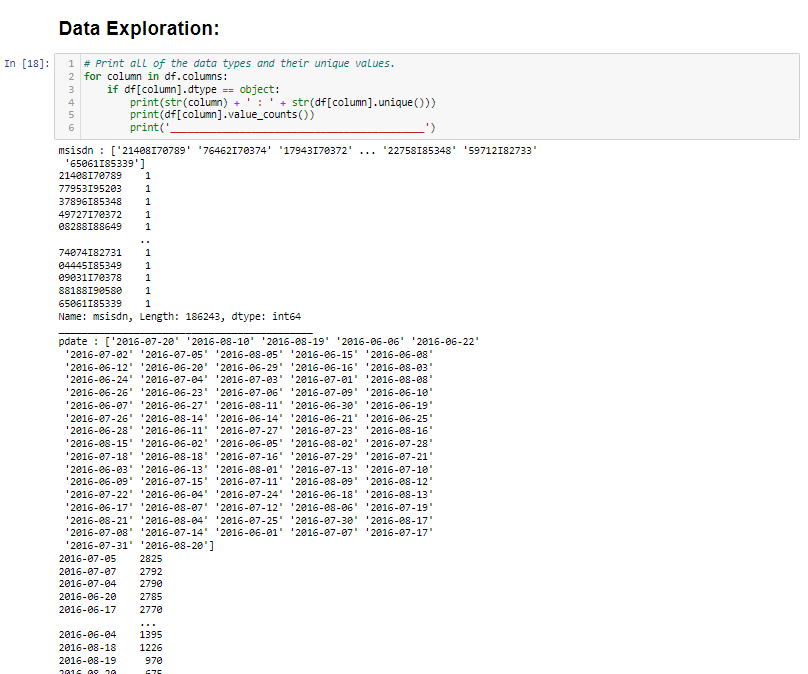 Data Exploration:
In [18]:
1 # Print all of the data types and their unique values.
2 for column in df.columns:
3     if df[column].dtype == object:
4         print(str(column) + ' : ' + str(df[column].unique()))
5         print(df[column].value_counts())
6         print('__________________________________________')
msisdn : ['21408I70789' '76462I70374' '17943I70372' ... '22758I85348' '59712I82733'
 '65061I85339']
21408I70789    1
77953I95203    1
37896I85348    1
49727I70372    1
08288I88649    1
              ..
74074I82731    1
04445I85349    1
09031I70378    1
88188I90580    1
65061I85339    1
Name: msisdn, Length: 186243, dtype: int64
__________________________________________
pdate : ['2016-07-20' '2016-08-10' '2016-08-19' '2016-06-06' '2016-06-22'
 '2016-07-02' '2016-07-05' '2016-08-05' '2016-06-15' '2016-06-08'
 '2016-06-12' '2016-06-20' '2016-06-29' '2016-06-16' '2016-08-03'
 '2016-06-24' '2016-07-04' '2016-07-03' '2016-07-01' '2016-08-08'
 '2016-06-26' '2016-06-23' '2016-07-06' '2016-07-09' '2016-06-10'
 '2016-06-07' '2016-06-27' '2016-08-11' '2016-06-30' '2016-06-19'
 '2016-07-26' '2016-08-14' '2016-06-14' '2016-06-21' '2016-06-25'
 '2016-06-28' '2016-06-11' '2016-07-27' '2016-07-23' '2016-08-16'
 '2016-08-15' '2016-06-02' '2016-06-05' '2016-08-02' '2016-07-28'
 '2016-07-18' '2016-08-18' '2016-07-16' '2016-07-29' '2016-07-21'
 '2016-06-03' '2016-06-13' '2016-08-01' '2016-07-13' '2016-07-10'
 '2016-06-09' '2016-07-15' '2016-07-11' '2016-08-09' '2016-08-12'
 '2016-07-22' '2016-06-04' '2016-07-24' '2016-06-18' '2016-08-13'
 '2016-06-17' '2016-08-07' '2016-07-12' '2016-08-06' '2016-07-19'
 '2016-08-21' '2016-08-04' '2016-07-25' '2016-07-30' '2016-08-17'
 '2016-07-08' '2016-07-14' '2016-06-01' '2016-07-07' '2016-07-17'
 '2016-07-31' '2016-08-20']
2016-07-05    2825
2016-07-07    2792
2016-07-04    2790
2016-06-20    2785
2016-06-17    2770
              ...
2016-06-04    1395
2016-08-18    1226
2016-08-19     970
2016-08-20     675